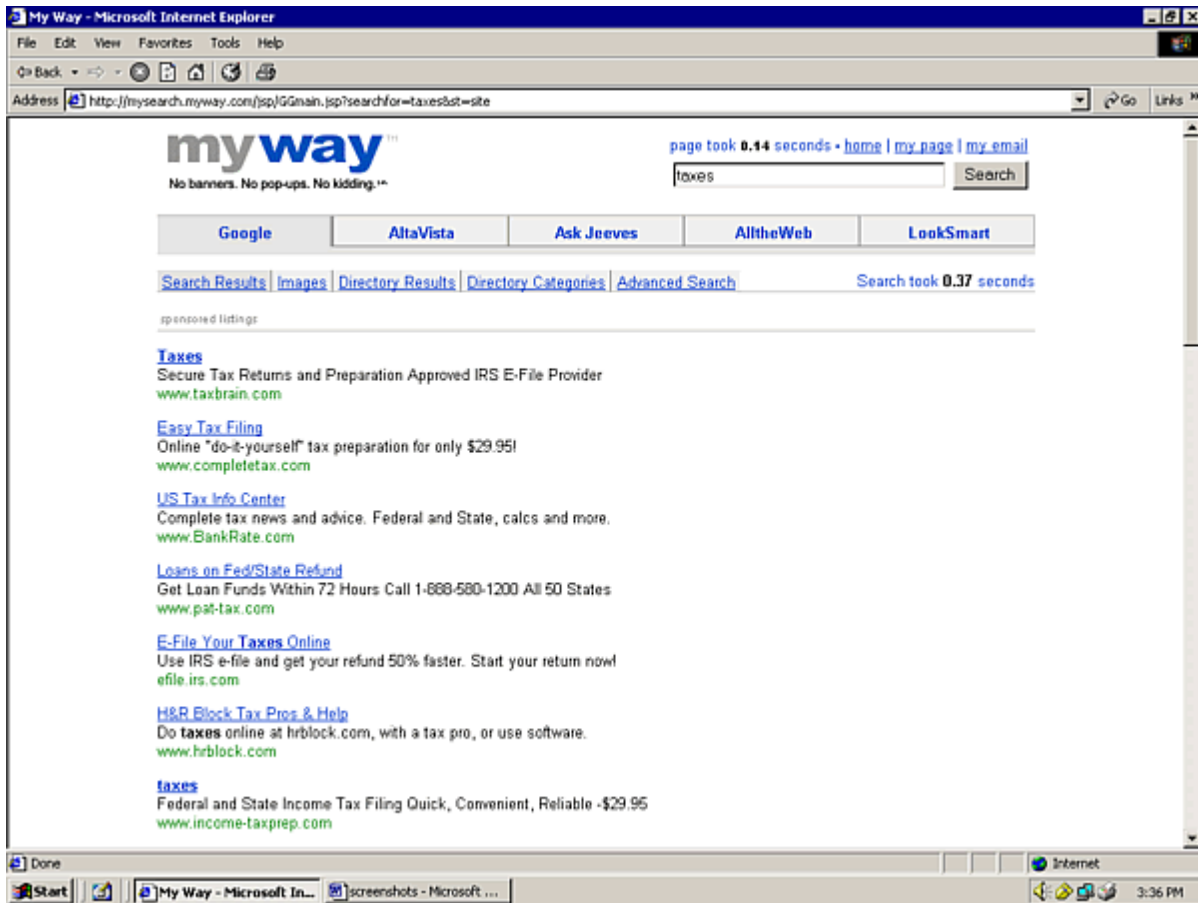 My Way - Microsoft Internet Explorer
File Edit View Favorites Tools Help
Back
Address http://mysearch.myway.com/jsp/GGmain.jsp?searchfor=taxes&st=site Go Links »
myway™
No banners. No pop-ups. No kidding.
page took 0.14 seconds • home | my page | my email
taxes Search
Google AltaVista Ask Jeeves AlltheWeb LookSmart
Search Results Images Directory Results Directory Categories Advanced Search Search took 0.37 seconds
sponsored listings
Taxes
Secure Tax Returns and Preparation Approved IRS E-File Provider
www.taxbrain.com
Easy Tax Filing
Online "do-it-yourself" tax preparation for only $29.95!
www.completetax.com
US Tax Info Center
Complete tax news and advice. Federal and State, calcs and more.
www.BankRate.com
Loans on Fed/State Refund
Get Loan Funds Within 72 Hours Call 1-888-580-1200 All 50 States
www.pat-tax.com
E-File Your Taxes Online
Use IRS e-file and get your refund 50% faster. Start your return now!
efile.irs.com
H&R Block Tax Pros & Help
Do taxes online at hrblock.com, with a tax pro, or use software.
www.hrblock.com
taxes
Federal and State Income Tax Filing Quick, Convenient, Reliable -$29.95
www.income-taxprep.com
Done Internet
Start My Way - Microsoft In... screenshots - Microsoft ... 3:36 PM